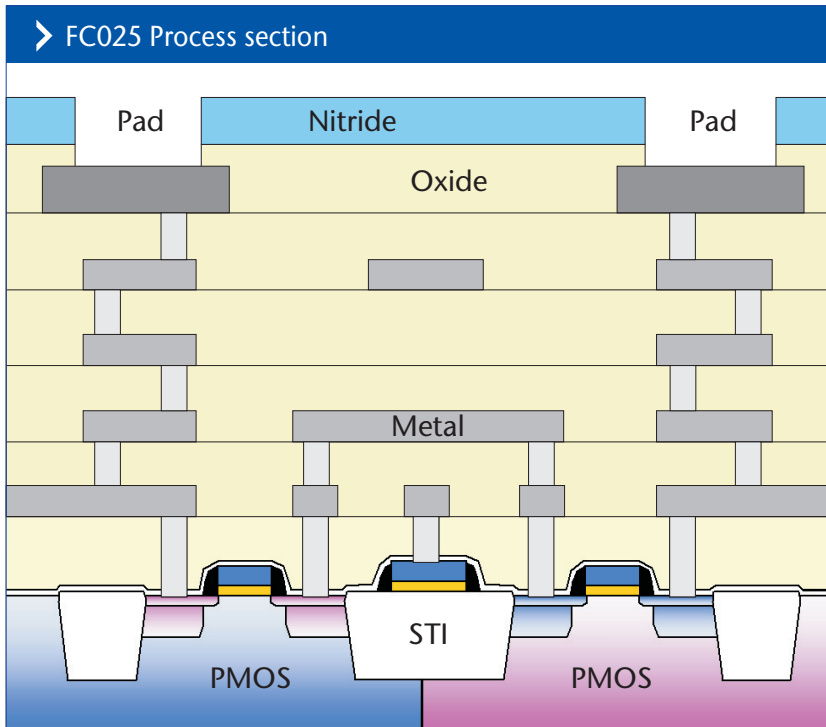 FC025 Process section
Pad Nitride Pad
Oxide
Metal
STI
PMOS PMOS